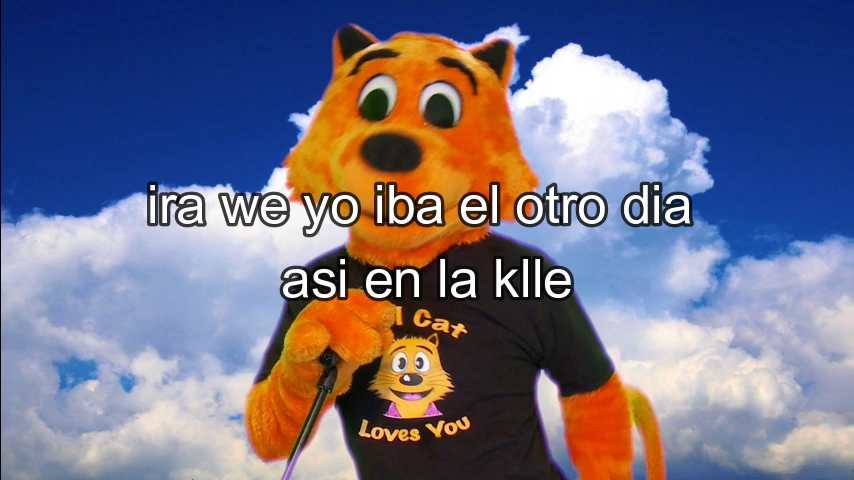 ira we yo iba el otro dia
asi en la klle
Cat
Loves You